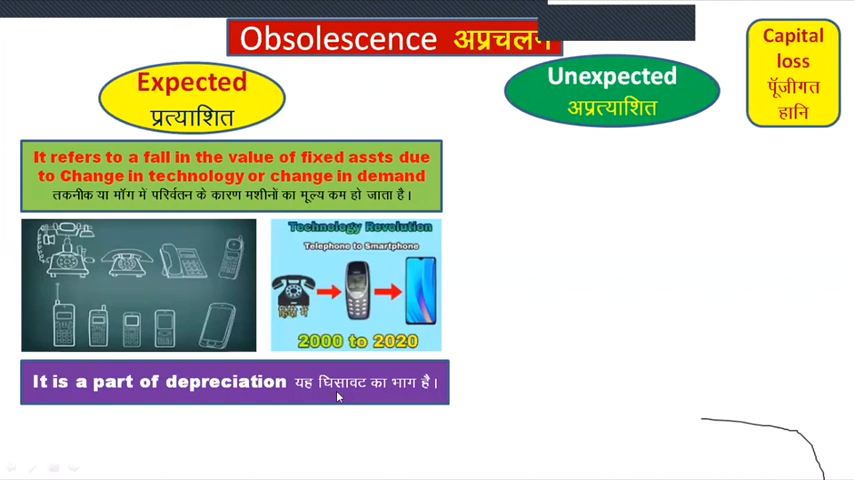 Obsolescence अप्रचलन
Expected
प्रत्याशित
Unexpected
अप्रत्याशित
Capital
loss
पूँजीगत
हानि
It refers to a fall in the value of fixed assts due
to Change in technology or change in demand
तकनीक या माँग में परिर्वतन के कारण मशीनों का मूल्य कम हो जाता है।
Technology Revolution
Telephone to Smartphone
हिंदी में
2000 to 2020
It is a part of depreciation यह घिसावट का भाग है।